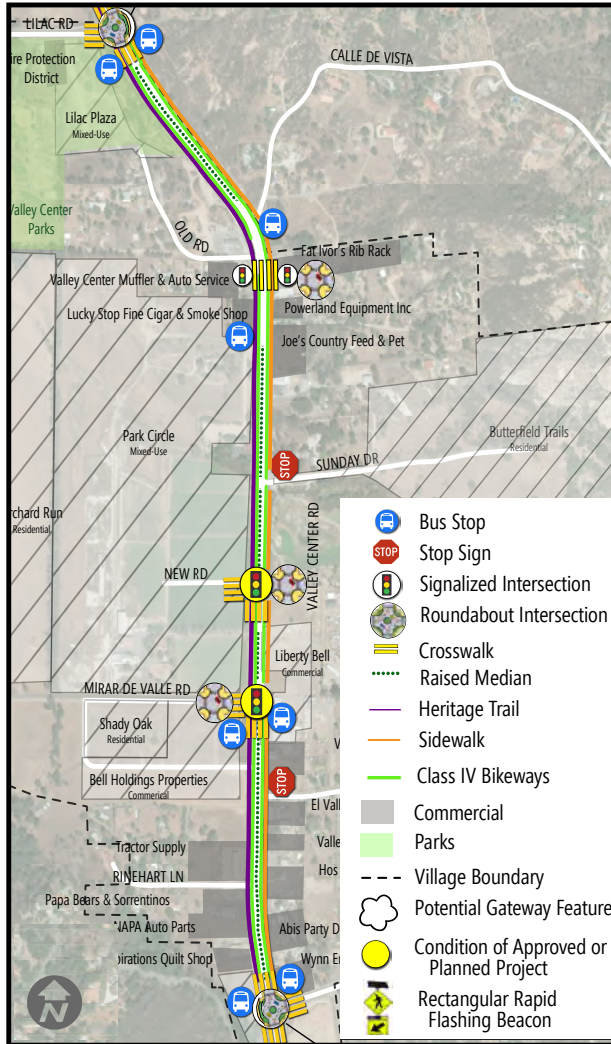 LILAC RD
ire Protection
District
CALLE DE VISTA
Lilac Plaza
Mixed-Use
Valley Center
Parks
OLD RD
Fat Ivor's Rib Rack
Valley Center Muffler & Auto Service
Powerland Equipment Inc
Lucky Stop Fine Cigar & Smoke Shop
Joe's Country Feed & Pet
Park Circle
Mixed-Use
Butterfield Trails
Residential
STOP
SUNDAY DR
rchard Run
Residential
VALLEY CENTER RD
NEW RD
Liberty Bell
Commercial
MIRAR DE VALLE RD
Shady Oak
Residential
Bell Holdings Properties
Commerical
STOP
V
El Vall
Tractor Supply
Valle
RINEHART LN
Hos
Papa Bears & Sorrentinos
NAPA Auto Parts
Abis Party D
pirations Quilt Shop
Wynn En
N
Bus Stop
STOP
Stop Sign
Signalized Intersection
Roundabout Intersection
Crosswalk
Raised Median
Heritage Trail
Sidewalk
Class IV Bikeways
Commercial
Parks
Village Boundary
Potential Gateway Feature
Condition of Approved or
Planned Project
Rectangular Rapid
Flashing Beacon